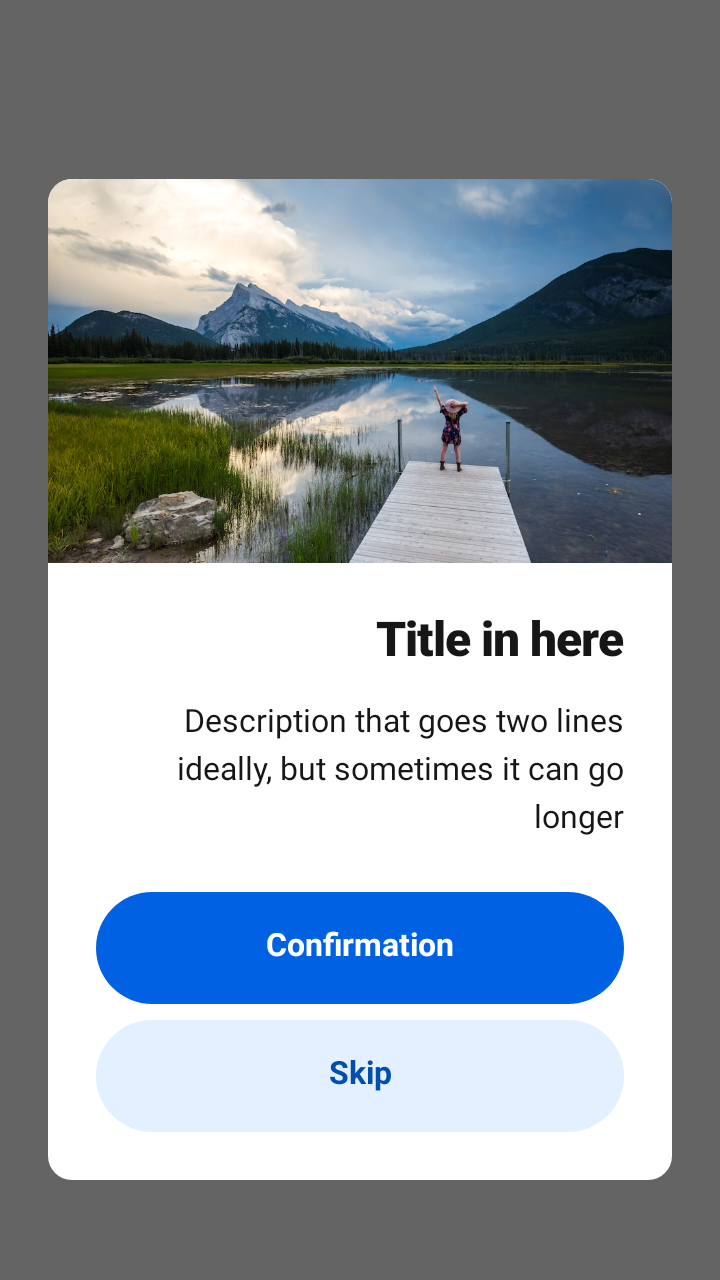 Title in here
Description that goes two lines
ideally, but sometimes it can go
longer
Confirmation
Skip